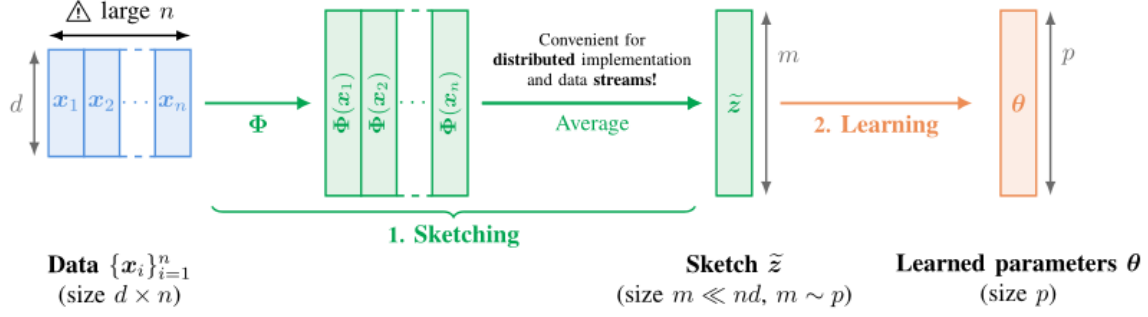 ⚠ large n
d
x₁ x₂ ⋯ xₙ
Φ
Φ(x₁) Φ(x₂) ⋯ Φ(xₙ)
Convenient for
distributed implementation
and data streams!
Average
z̃
m
2. Learning
θ
p
1. Sketching
Data {xᵢ}ⁿᵢ₌₁
(size d × n)
Sketch z̃
(size m ≪ nd, m ∼ p)
Learned parameters θ
(size p)